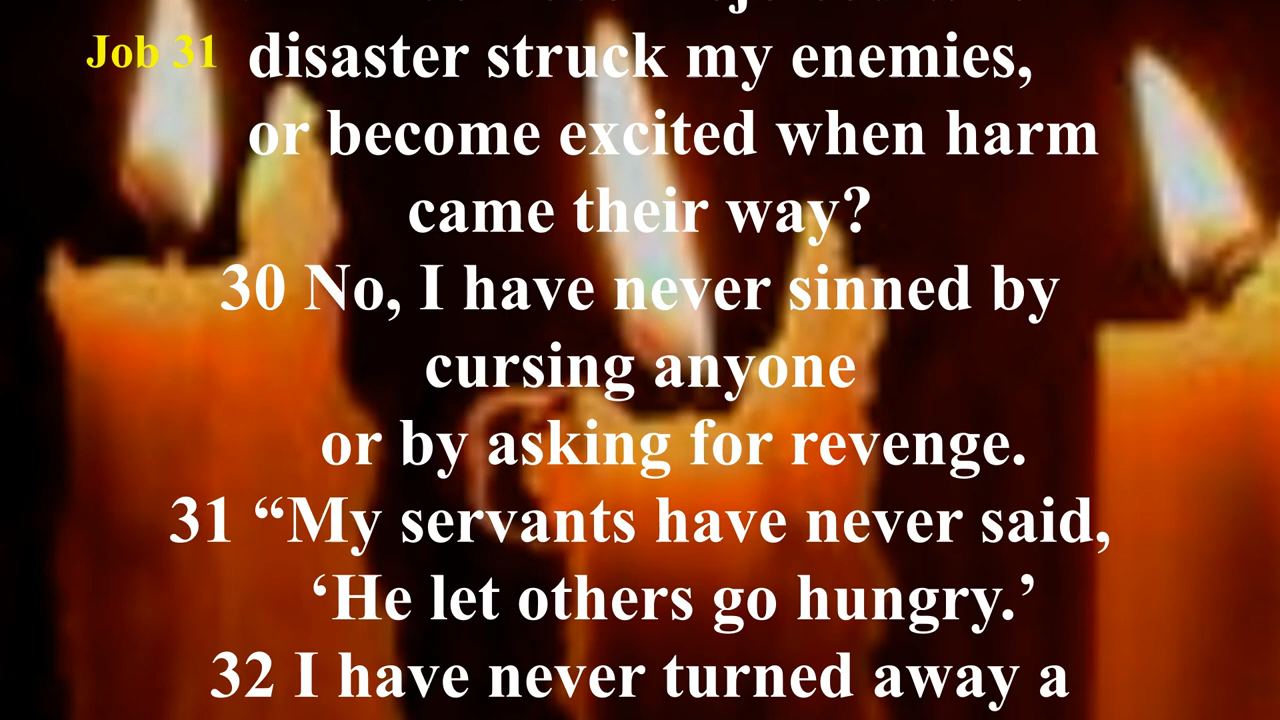 Job 31
disaster struck my enemies,
or become excited when harm
came their way?
30 No, I have never sinned by
cursing anyone
or by asking for revenge.
31 “My servants have never said,
‘He let others go hungry.’
32 I have never turned away a